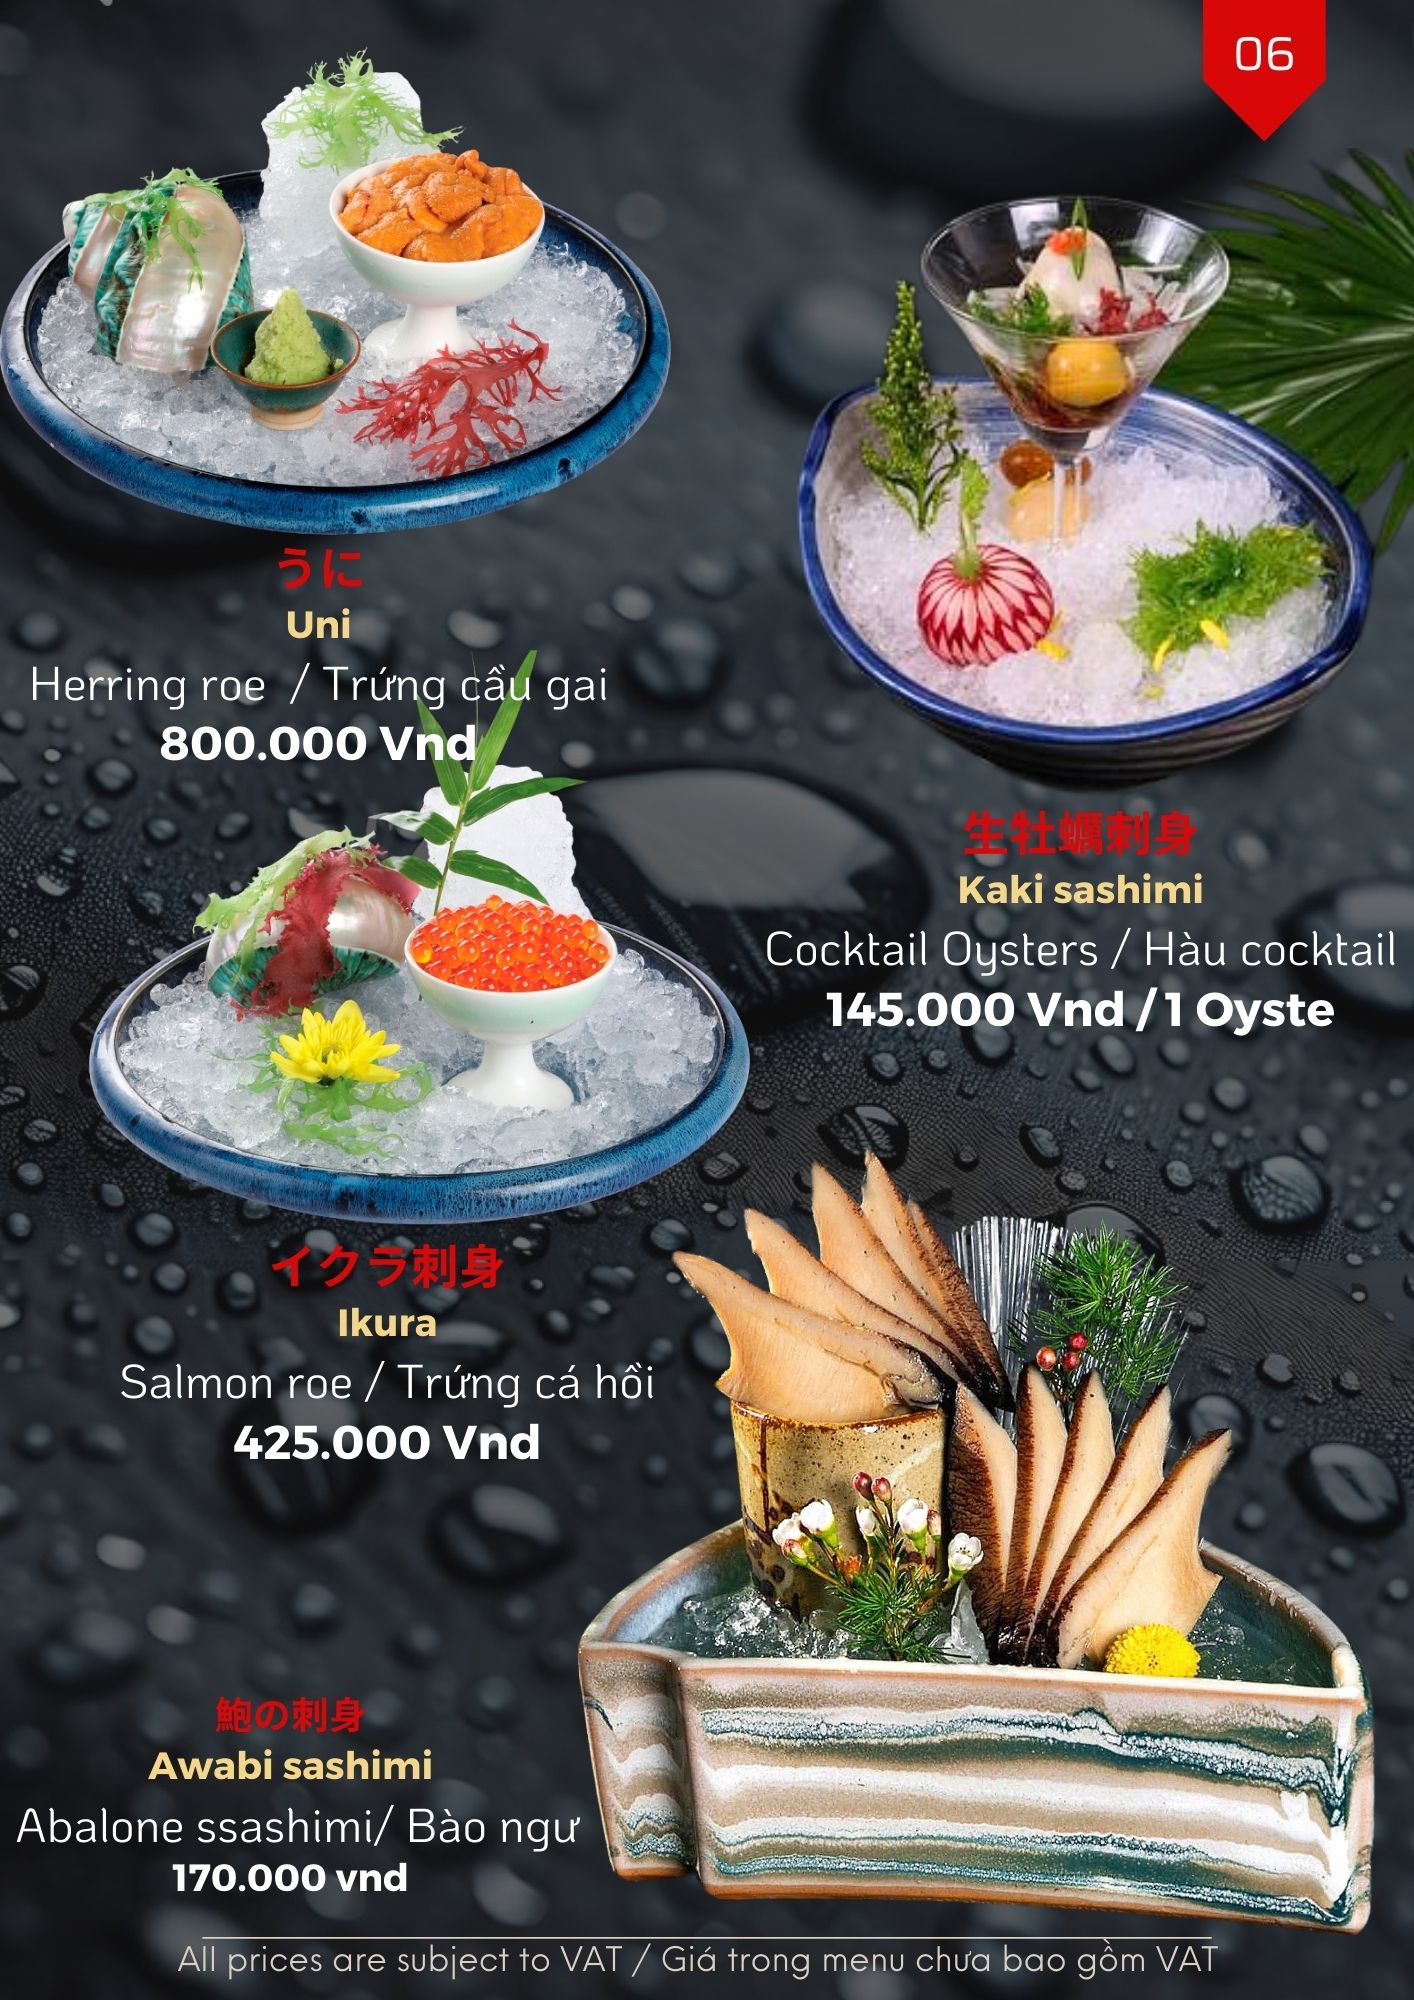 06
うに
Uni
Herring roe / Trứng cầu gai
800.000 Vnd
生牡蠣刺身
Kaki sashimi
Cocktail Oysters / Hàu cocktail
145.000 Vnd / 1 Oyste
イクラ刺身
Ikura
Salmon roe / Trứng cá hồi
425.000 Vnd
鮑の刺身
Awabi sashimi
Abalone ssashimi/ Bào ngư
170.000 vnd
All prices are subject to VAT / Giá trong menu chưa bao gồm VAT